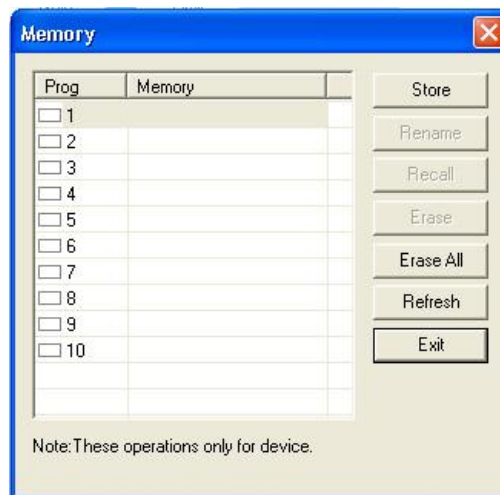 Memory
Prog Memory
1
2
3
4
5
6
7
8
9
10
Store
Rename
Recall
Erase
Erase All
Refresh
Exit
Note:These operations only for device.